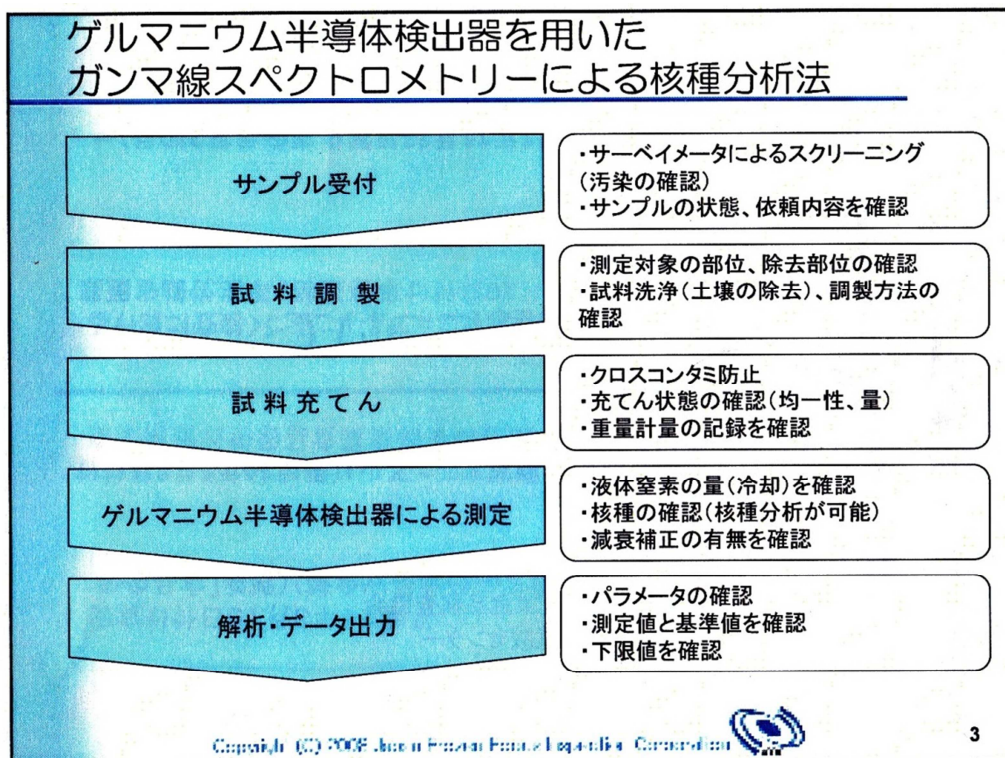 ゲルマニウム半導体検出器を用いた
ガンマ線スペクトロメトリーによる核種分析法
サンプル受付
・サーベイメータによるスクリーニング
(汚染の確認)
・サンプルの状態、依頼内容を確認
試料調製
・測定対象の部位、除去部位の確認
・試料洗浄(土壌の除去)、調製方法の
確認
試料充てん
・クロスコンタミ防止
・充てん状態の確認(均一性、量)
・重量計量の記録を確認
ゲルマニウム半導体検出器による測定
・液体窒素の量(冷却)を確認
・核種の確認(核種分析が可能)
・減衰補正の有無を確認
解析・データ出力
・パラメータの確認
・測定値と基準値を確認
・下限値を確認
Copyright (C) 2008 Japan Frozen Foods Inspection Corporation
3